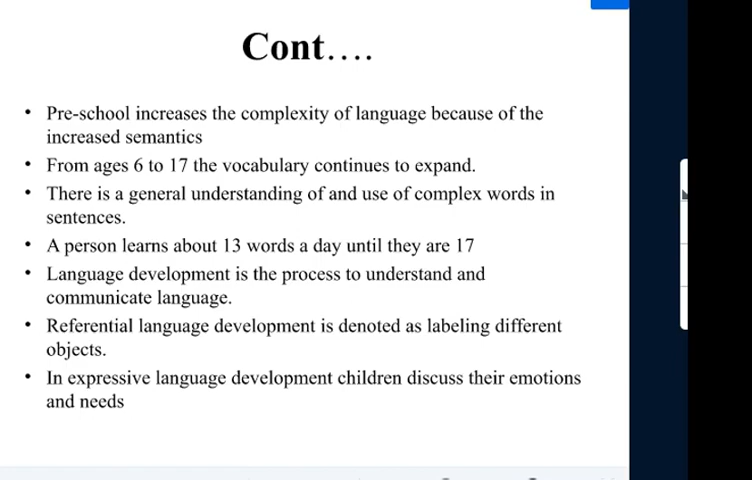 Cont....
• Pre-school increases the complexity of language because of the
increased semantics
• From ages 6 to 17 the vocabulary continues to expand.
• There is a general understanding of and use of complex words in
sentences.
• A person learns about 13 words a day until they are 17
• Language development is the process to understand and
communicate language.
• Referential language development is denoted as labeling different
objects.
• In expressive language development children discuss their emotions
and needs